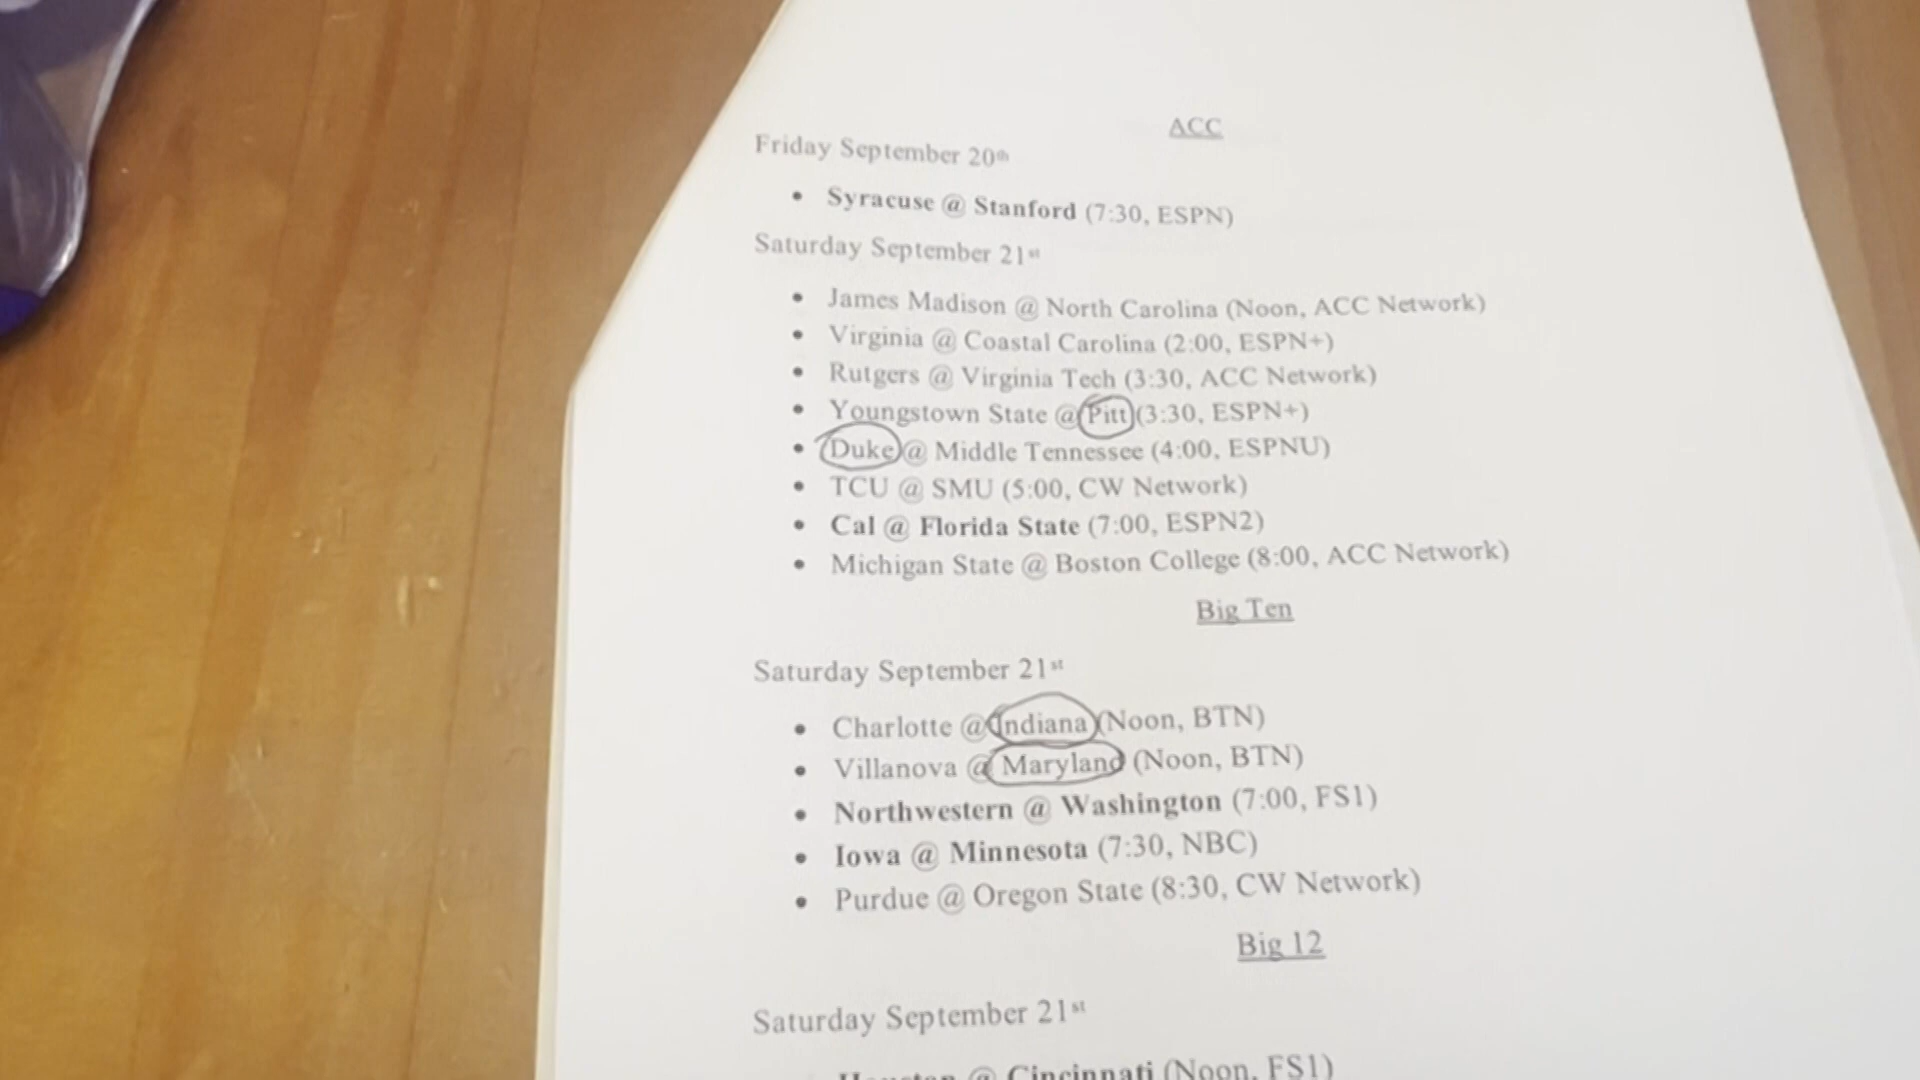 ACC
Friday September 20th
• Syracuse @ Stanford (7:30, ESPN)
Saturday September 21st
• James Madison @ North Carolina (Noon, ACC Network)
• Virginia @ Coastal Carolina (2:00, ESPN+)
• Rutgers @ Virginia Tech (3:30, ACC Network)
• Youngstown State @ Pitt (3:30, ESPN+)
• Duke @ Middle Tennessee (4:00, ESPNU)
• TCU @ SMU (5:00, CW Network)
• Cal @ Florida State (7:00, ESPN2)
• Michigan State @ Boston College (8:00, ACC Network)
Big Ten
Saturday September 21st
• Charlotte @ Indiana (Noon, BTN)
• Villanova @ Maryland (Noon, BTN)
• Northwestern @ Washington (7:00, FS1)
• Iowa @ Minnesota (7:30, NBC)
• Purdue @ Oregon State (8:30, CW Network)
Big 12
Saturday September 21st
Houston @ Cincinnati (Noon, FS1)